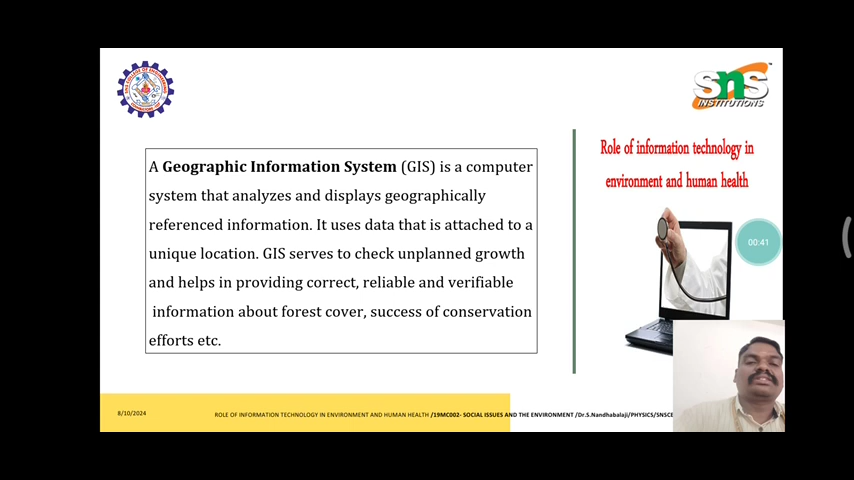 SNS INSTITUTIONS
A Geographic Information System (GIS) is a computer
system that analyzes and displays geographically
referenced information. It uses data that is attached to a
unique location. GIS serves to check unplanned growth
and helps in providing correct, reliable and verifiable
information about forest cover, success of conservation
efforts etc.
Role of information technology in
environment and human health
00:41
8/10/2024
ROLE OF INFORMATION TECHNOLOGY IN ENVIRONMENT AND HUMAN HEALTH /19MC002- SOCIAL ISSUES AND THE ENVIRONMENT /Dr.S.Nandhabalaji/PHYSICS/SNSCE